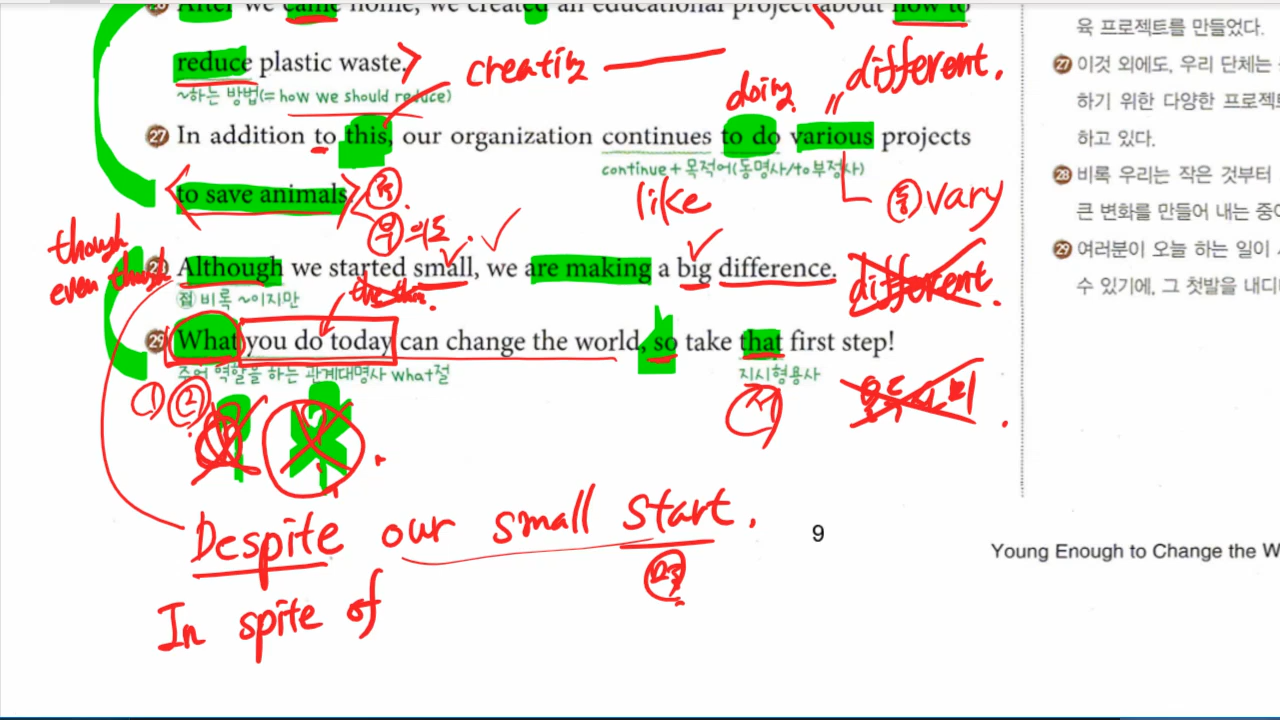 After we came home, we created an educational project about how to
reduce plastic waste.
creating
different.
~하는 방법(= how we should reduce)
doing
㉗ In addition to this, our organization continues to do various projects
continue + 목적어(동명사/to부정사)
to save animals.
like
vary
though
even though
㉘ Although we started small, we are making a big difference.
different.
접 비록 ~이지만
㉙ What you do today can change the world, so take that first step!
주어 역할을 하는 관계대명사 what절
지시형용사
① ②
Despite our small start.
In spite of
9
육 프로젝트를 만들었다.
㉗ 이것 외에도, 우리 단체는
하기 위한 다양한 프로젝트
하고 있다.
㉘ 비록 우리는 작은 것부터
큰 변화를 만들어 내는 중
㉙ 여러분이 오늘 하는 일이
수 있기에, 그 첫발을 내디
Young Enough to Change the W